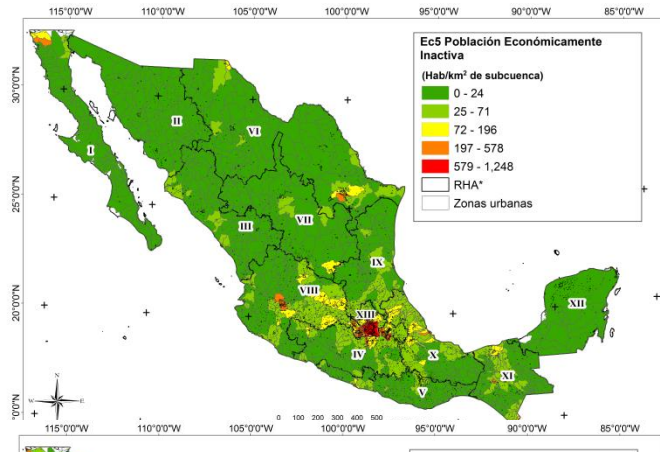 115°0'0"W 110°0'0"W 105°0'0"W 100°0'0"W 95°0'0"W 90°0'0"W 85°0'0"W
Ec5 Población Económicamente
Inactiva
(Hab/km² de subcuenca)
0 - 24
25 - 71
72 - 196
197 - 578
579 - 1,248
RHA*
Zonas urbanas
30°0'0"N
25°0'0"N
20°0'0"N
0°0'N
I
II
VI
III
VII
IX
VIII
XIII
IV
X
V
XI
XII
N
W E
S
0 100 200 300 400 500
115°0'0"W 110°0'0"W 105°0'0"W 100°0'0"W 95°0'0"W 90°0'0"W 85°0'0"W